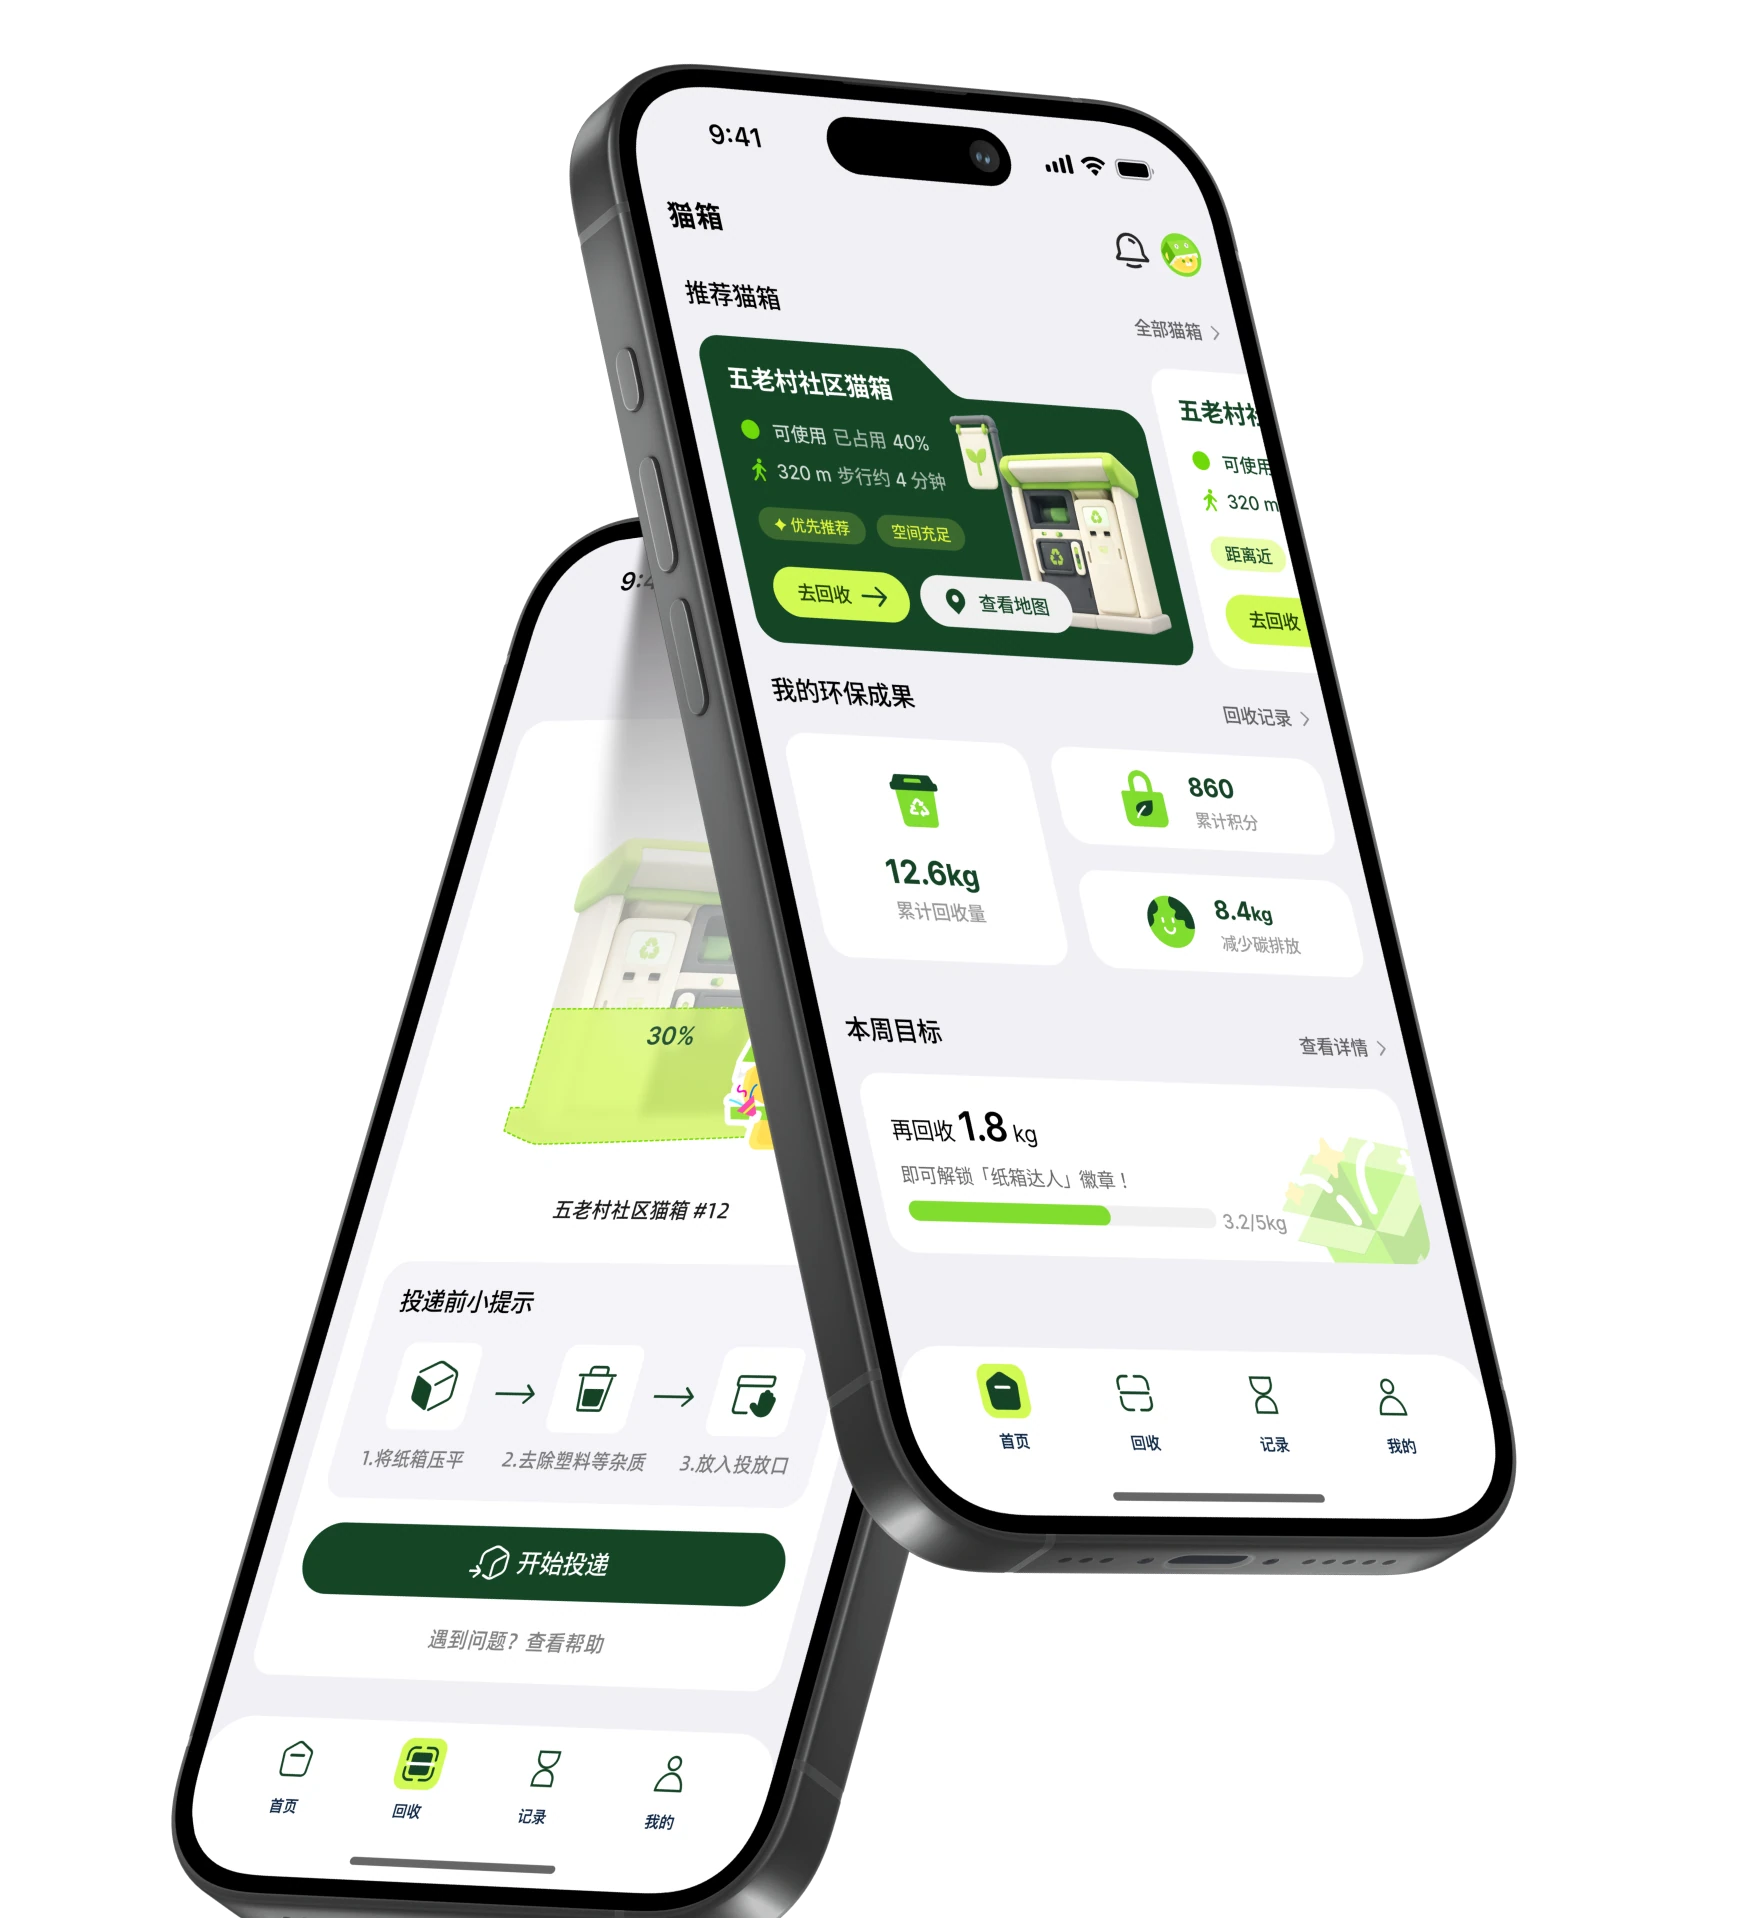 9:41
猫箱
推荐猫箱
全部猫箱
五老村社区猫箱
可使用 已占用 40%
320 m 步行约 4 分钟
优先推荐
空间充足
去回收
查看地图
五老村
可使用
320 m
距离近
去回收
我的环保成果
回收记录
12.6kg
累计回收量
860
累计积分
8.4kg
减少碳排放
本周目标
查看详情
再回收 1.8 kg
即可解锁「纸箱达人」徽章！
3.2/5kg
首页
回收
记录
我的
9:4
30%
五老村社区猫箱 #12
投递前小提示
1.将纸箱压平
2.去除塑料等杂质
3.放入投放口
开始投递
遇到问题？查看帮助
首页
回收
记录
我的